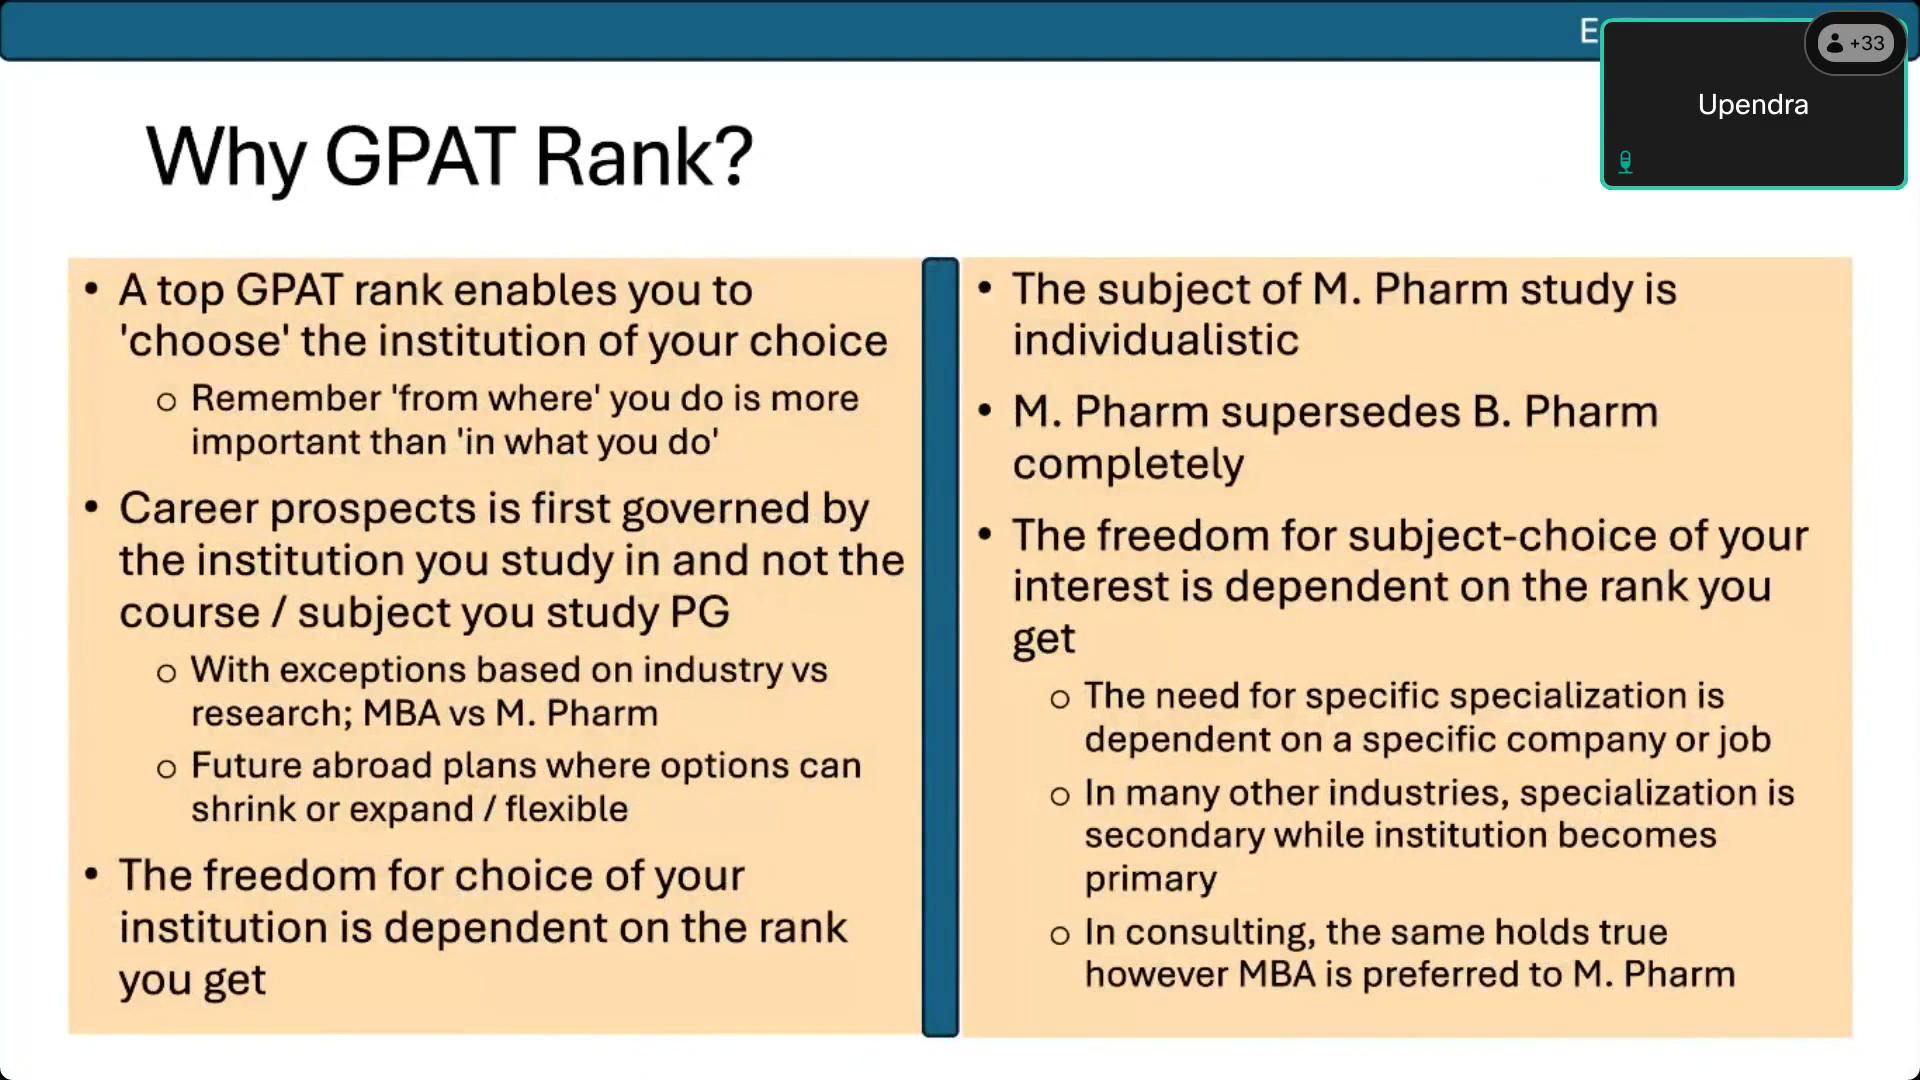 E
+33
Upendra
Why GPAT Rank?
• A top GPAT rank enables you to
'choose' the institution of your choice
o Remember 'from where' you do is more
important than 'in what you do'
• Career prospects is first governed by
the institution you study in and not the
course / subject you study PG
o With exceptions based on industry vs
research; MBA vs M. Pharm
o Future abroad plans where options can
shrink or expand / flexible
• The freedom for choice of your
institution is dependent on the rank
you get
• The subject of M. Pharm study is
individualistic
• M. Pharm supersedes B. Pharm
completely
• The freedom for subject-choice of your
interest is dependent on the rank you
get
o The need for specific specialization is
dependent on a specific company or job
o In many other industries, specialization is
secondary while institution becomes
primary
o In consulting, the same holds true
however MBA is preferred to M. Pharm